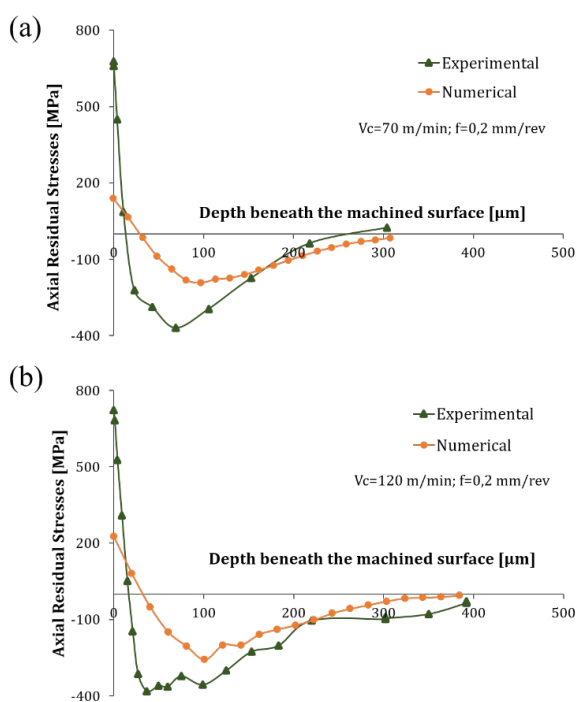 (a)
800
500
200
-100
-400
Axial Residual Stresses [MPa]
Experimental
Numerical
Vc=70 m/min; f=0,2 mm/rev
Depth beneath the machined surface [µm]
0 100 200 300 400 500
(b)
800
500
200
-100
-400
Axial Residual Stresses [MPa]
Experimental
Numerical
Vc=120 m/min; f=0,2 mm/rev
Depth beneath the machined surface [µm]
0 100 200 300 400 500